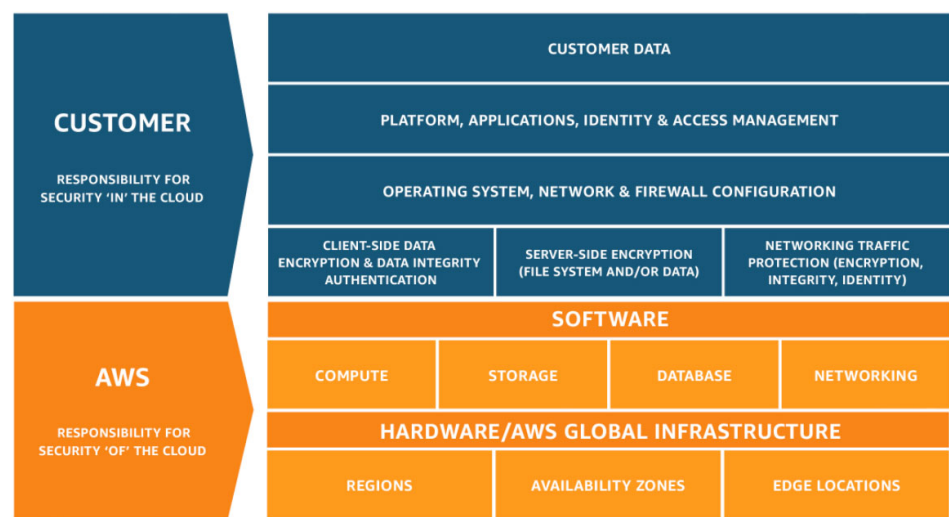 CUSTOMER
RESPONSIBILITY FOR
SECURITY ‘IN’ THE CLOUD
CUSTOMER DATA
PLATFORM, APPLICATIONS, IDENTITY & ACCESS MANAGEMENT
OPERATING SYSTEM, NETWORK & FIREWALL CONFIGURATION
CLIENT-SIDE DATA
ENCRYPTION & DATA INTEGRITY
AUTHENTICATION
SERVER-SIDE ENCRYPTION
(FILE SYSTEM AND/OR DATA)
NETWORKING TRAFFIC
PROTECTION (ENCRYPTION,
INTEGRITY, IDENTITY)
AWS
RESPONSIBILITY FOR
SECURITY ‘OF’ THE CLOUD
SOFTWARE
COMPUTE
STORAGE
DATABASE
NETWORKING
HARDWARE/AWS GLOBAL INFRASTRUCTURE
REGIONS
AVAILABILITY ZONES
EDGE LOCATIONS